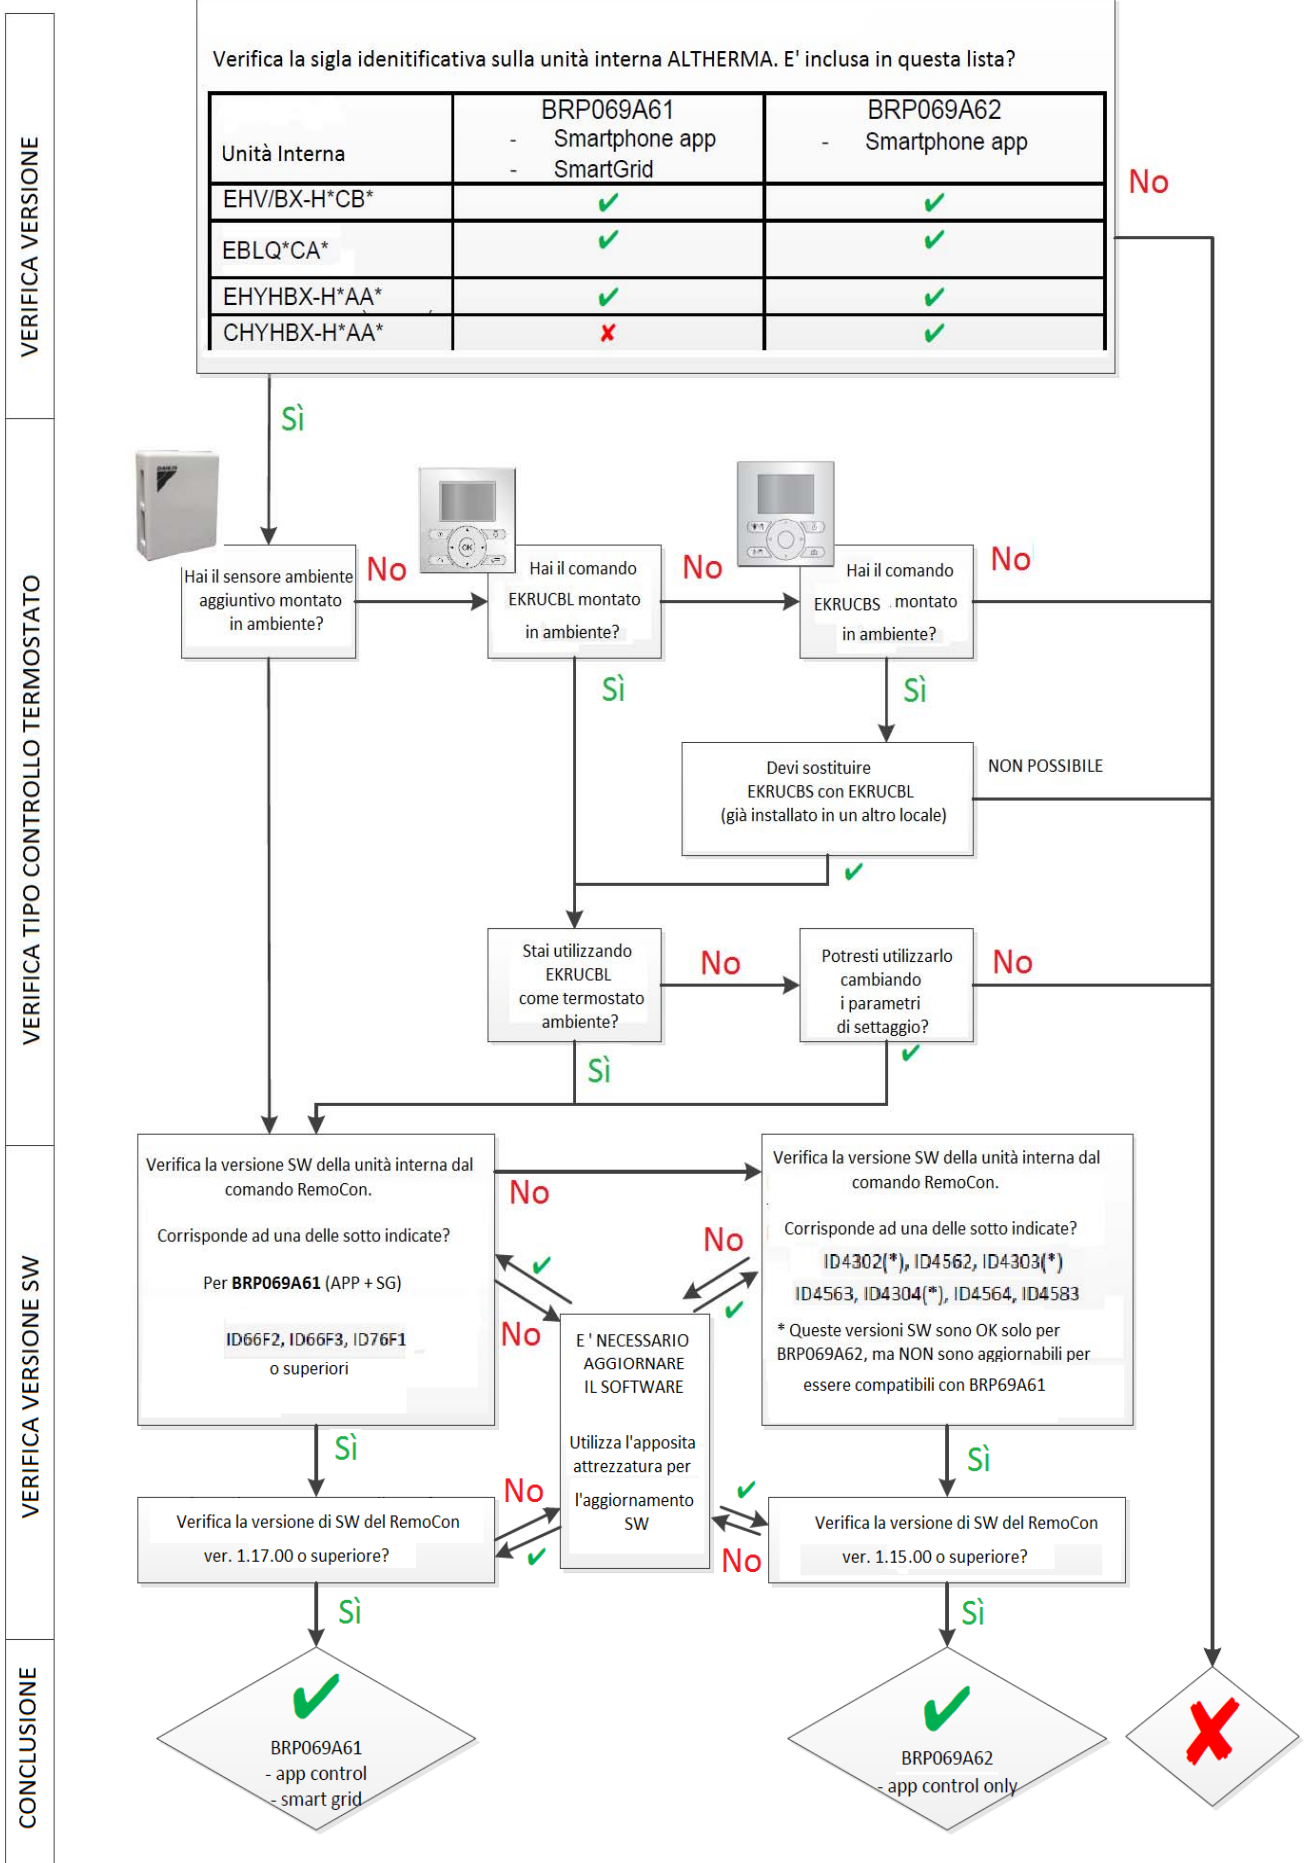 VERIFICA VERSIONE
Verifica la sigla idenitificativa sulla unità interna ALTHERMA. E' inclusa in questa lista?
Unità Interna
BRP069A61
- Smartphone app
- SmartGrid
BRP069A62
- Smartphone app
EHV/BX-H*CB* ✔ ✔
EBLQ*CA* ✔ ✔
EHYHBX-H*AA* ✔ ✔
CHYHBX-H*AA* ✘ ✔
No
Sì
VERIFICA TIPO CONTROLLO TERMOSTATO
DAIKIN
Hai il sensore ambiente
aggiuntivo montato
in ambiente?
No
OK
Hai il comando
EKRUCBL montato
in ambiente?
No
Hai il comando
EKRUCBS montato
in ambiente?
No
Sì
Sì
Devi sostituire
EKRUCBS con EKRUCBL
(già installato in un altro locale)
NON POSSIBILE
✔
Stai utilizzando
EKRUCBL
come termostato
ambiente?
No
Potresti utilizzarlo
cambiando
i parametri
di settaggio?
No
Sì
✔
VERIFICA VERSIONE SW
Verifica la versione SW della unità interna dal
comando RemoCon.
Corrisponde ad una delle sotto indicate?
Per BRP069A61 (APP + SG)
ID66F2, ID66F3, ID76F1
o superiori
No
✔
No
Verifica la versione SW della unità interna dal
comando RemoCon.
Corrisponde ad una delle sotto indicate?
ID4302(*), ID4562, ID4303(*)
ID4563, ID4304(*), ID4564, ID4583
* Queste versioni SW sono OK solo per
BRP069A62, ma NON sono aggiornabili per
essere compatibili con BRP69A61
No
✔
E ' NECESSARIO
AGGIORNARE
IL SOFTWARE
Utilizza l'apposita
attrezzatura per
l'aggiornamento
SW
Sì
Sì
Verifica la versione di SW del RemoCon
ver. 1.17.00 o superiore?
No
✔
✔
No
Verifica la versione di SW del RemoCon
ver. 1.15.00 o superiore?
Sì
Sì
CONCLUSIONE
✔
BRP069A61
- app control
- smart grid
✔
BRP069A62
- app control only
✘